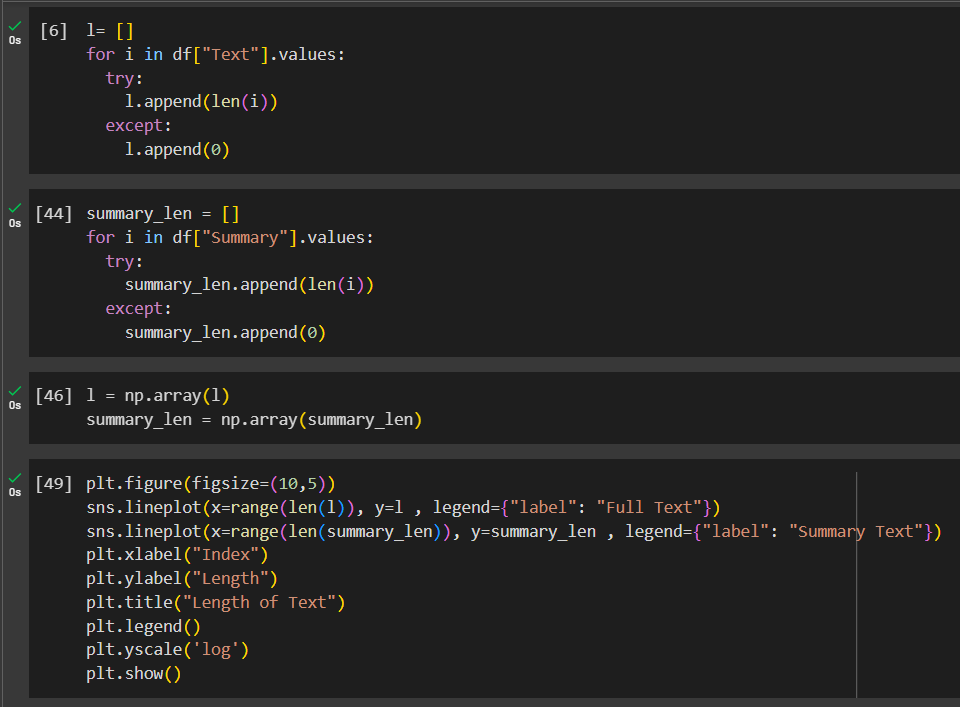 [6] l= []
0s
for i in df["Text"].values:
  try:
    l.append(len(i))
  except:
    l.append(0)
[44] summary_len = []
0s
for i in df["Summary"].values:
  try:
    summary_len.append(len(i))
  except:
    summary_len.append(0)
[46] l = np.array(l)
0s
summary_len = np.array(summary_len)
[49] plt.figure(figsize=(10,5))
0s
sns.lineplot(x=range(len(l)), y=l , legend={"label": "Full Text"})
sns.lineplot(x=range(len(summary_len)), y=summary_len , legend={"label": "Summary Text"})
plt.xlabel("Index")
plt.ylabel("Length")
plt.title("Length of Text")
plt.legend()
plt.yscale('log')
plt.show()